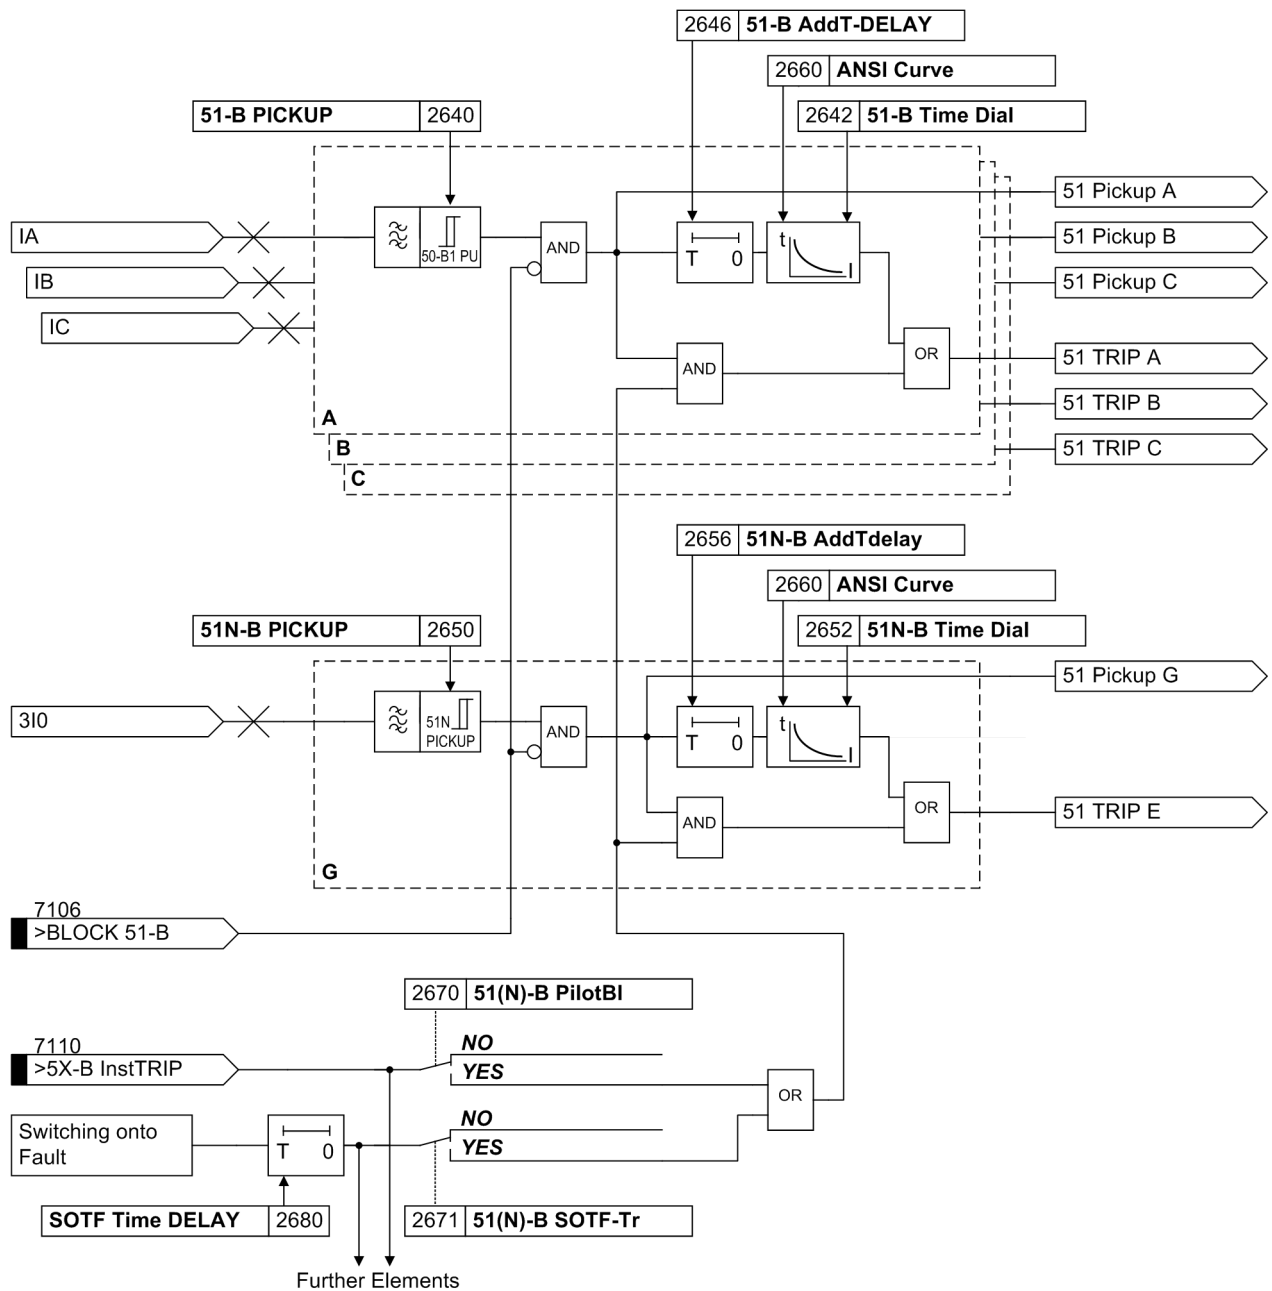 2646 51-B AddT-DELAY
2660 ANSI Curve
51-B PICKUP 2640
2642 51-B Time Dial
51 Pickup A
IA
50-B1 PU
AND
T 0
t
I
51 Pickup B
IB
51 Pickup C
IC
AND
OR
51 TRIP A
A
51 TRIP B
B
51 TRIP C
C
2656 51N-B AddTdelay
2660 ANSI Curve
51N-B PICKUP 2650
2652 51N-B Time Dial
51 Pickup G
3I0
51N
PICKUP
AND
T 0
t
I
AND
OR
51 TRIP E
G
7106
>BLOCK 51-B
2670 51(N)-B PilotBI
7110
>5X-B InstTRIP
NO
YES
OR
Switching onto
Fault
T 0
NO
YES
SOTF Time DELAY 2680
2671 51(N)-B SOTF-Tr
Further Elements